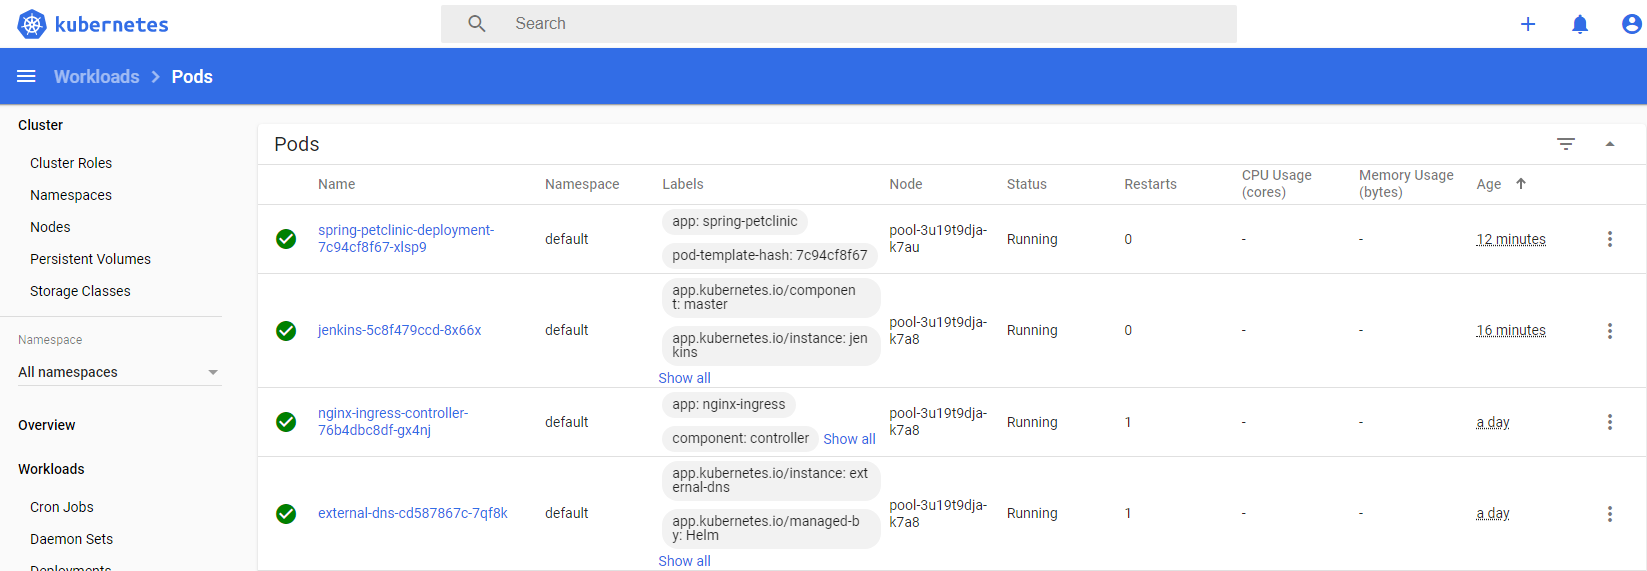 kubernetes
Search
Workloads > Pods
Cluster
Cluster Roles
Namespaces
Nodes
Persistent Volumes
Storage Classes
Namespace
All namespaces
Overview
Workloads
Cron Jobs
Daemon Sets
Deployments
Pods
Name Namespace Labels Node Status Restarts CPU Usage (cores) Memory Usage (bytes) Age
spring-petclinic-deployment-
7c94cf8f67-xlsp9
default
app: spring-petclinic
pod-template-hash: 7c94cf8f67
pool-3u19t9dja-
k7au
Running
0
-
-
12 minutes
jenkins-5c8f479ccd-8x66x
default
app.kubernetes.io/componen
t: master
app.kubernetes.io/instance: jen
kins
Show all
pool-3u19t9dja-
k7a8
Running
0
-
-
16 minutes
nginx-ingress-controller-
76b4dbc8df-gx4nj
default
app: nginx-ingress
component: controller
Show all
pool-3u19t9dja-
k7a8
Running
1
-
-
a day
external-dns-cd587867c-7qf8k
default
app.kubernetes.io/instance: ext
ernal-dns
app.kubernetes.io/managed-b
y: Helm
Show all
pool-3u19t9dja-
k7a8
Running
1
-
-
a day